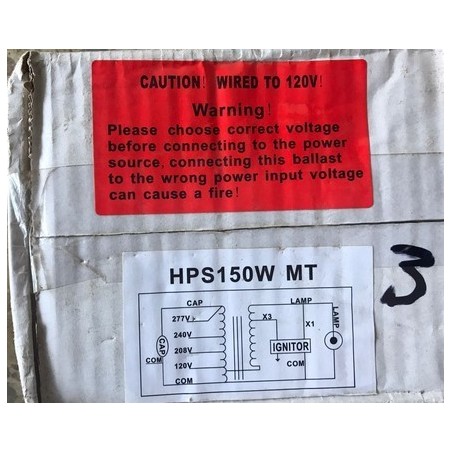 CAUTION! WIRED TO 120V!
Warning!
Please choose correct voltage
before connecting to the power
source, connecting this ballast
to the wrong power input voltage
can cause a fire!
HPS150W MT
CAP LAMP
277V X3 X1 LAMP
240V
208V IGNITOR
CAP
COM 120V COM
COM
3